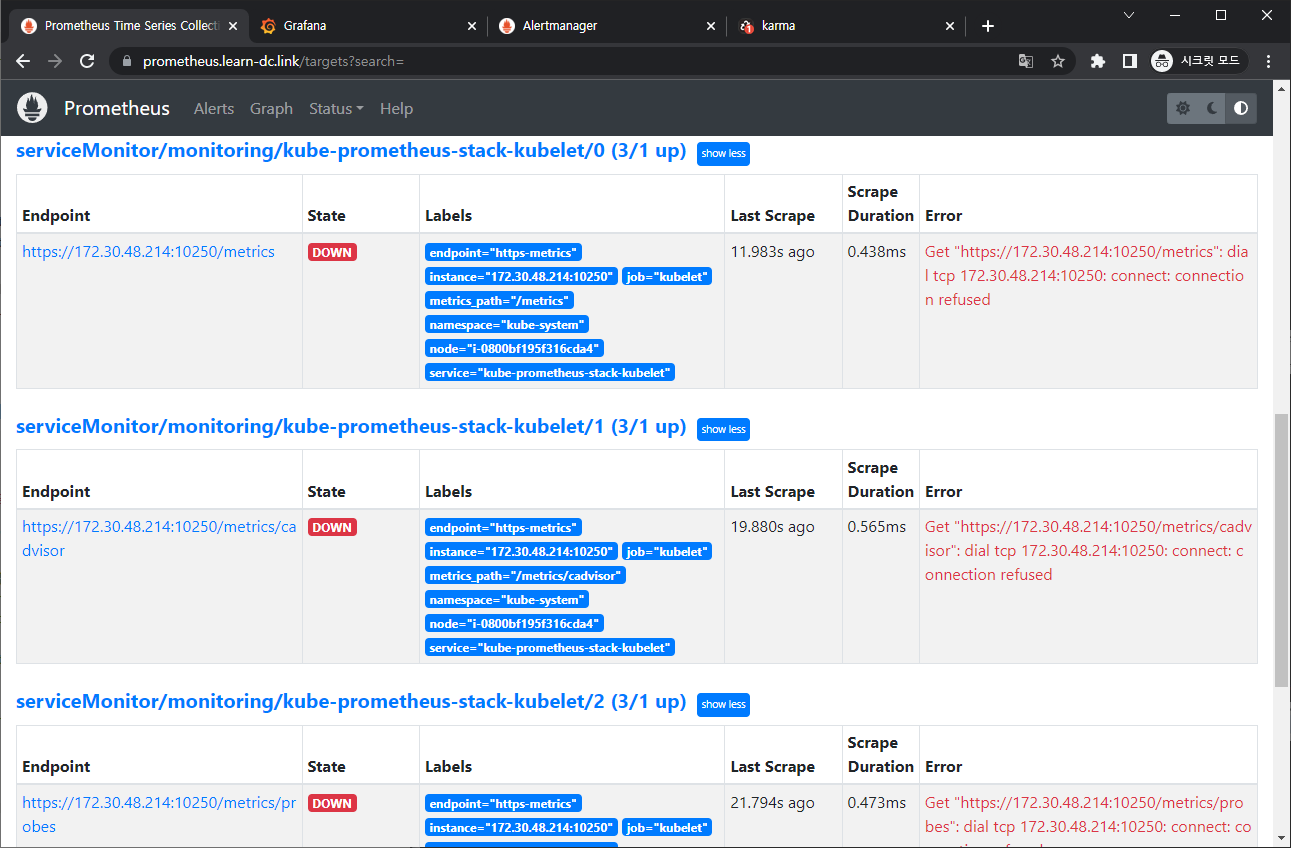 Prometheus Time Series Collecti
Grafana
Alertmanager
1
karma
prometheus.learn-dc.link/targets?search=
시크릿 모드
Prometheus
Alerts
Graph
Status
Help
serviceMonitor/monitoring/kube-prometheus-stack-kubelet/0 (3/1 up)
show less
Endpoint
State
Labels
Last Scrape
Scrape
Duration
Error
https://172.30.48.214:10250/metrics
DOWN
endpoint="https-metrics"
instance="172.30.48.214:10250" job="kubelet"
metrics_path="/metrics"
namespace="kube-system"
node="i-0800bf195f316cda4"
service="kube-prometheus-stack-kubelet"
11.983s ago
0.438ms
Get "https://172.30.48.214:10250/metrics": dia
l tcp 172.30.48.214:10250: connect: connectio
n refused
serviceMonitor/monitoring/kube-prometheus-stack-kubelet/1 (3/1 up)
show less
Endpoint
State
Labels
Last Scrape
Scrape
Duration
Error
https://172.30.48.214:10250/metrics/ca
dvisor
DOWN
endpoint="https-metrics"
instance="172.30.48.214:10250" job="kubelet"
metrics_path="/metrics/cadvisor"
namespace="kube-system"
node="i-0800bf195f316cda4"
service="kube-prometheus-stack-kubelet"
19.880s ago
0.565ms
Get "https://172.30.48.214:10250/metrics/cadv
isor": dial tcp 172.30.48.214:10250: connect: c
onnection refused
serviceMonitor/monitoring/kube-prometheus-stack-kubelet/2 (3/1 up)
show less
Endpoint
State
Labels
Last Scrape
Scrape
Duration
Error
https://172.30.48.214:10250/metrics/pr
obes
DOWN
endpoint="https-metrics"
instance="172.30.48.214:10250" job="kubelet"
21.794s ago
0.473ms
Get "https://172.30.48.214:10250/metrics/pro
bes": dial tcp 172.30.48.214:10250: connect: co